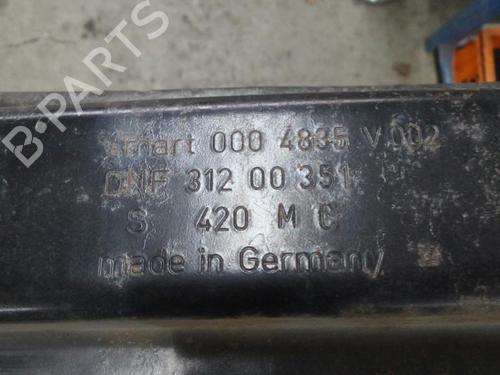 B-Parts
smart 000 4835 V002
DNF 312 00 351
S 420 M C
made in Germany